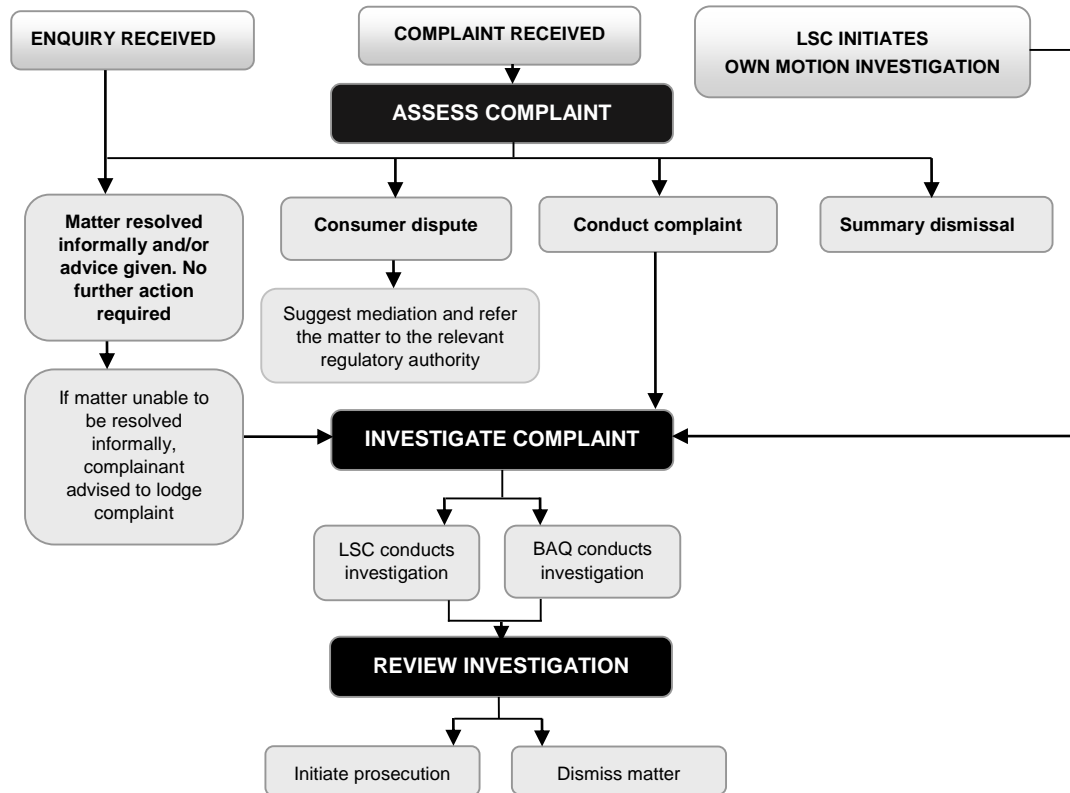 ENQUIRY RECEIVED
COMPLAINT RECEIVED
LSC INITIATES
OWN MOTION INVESTIGATION
ASSESS COMPLAINT
Matter resolved
informally and/or
advice given. No
further action
required
Consumer dispute
Conduct complaint
Summary dismissal
Suggest mediation and refer
the matter to the relevant
regulatory authority
If matter unable to
be resolved
informally,
complainant
advised to lodge
complaint
INVESTIGATE COMPLAINT
LSC conducts
investigation
BAQ conducts
investigation
REVIEW INVESTIGATION
Initiate prosecution
Dismiss matter